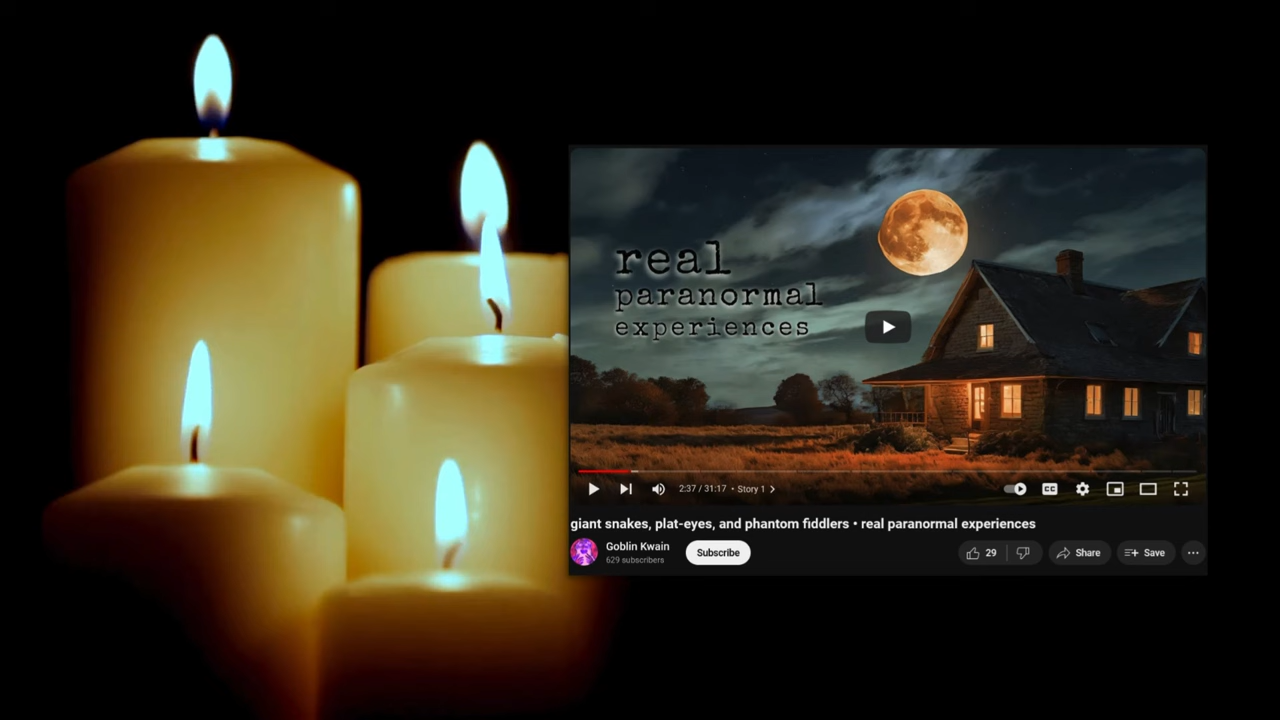 real
paranormal
experiences
2:37 / 31:17 • Story 1
CC
giant snakes, plat-eyes, and phantom fiddlers • real paranormal experiences
Goblin Kwain
629 subscribers
Subscribe
29
Share
Save